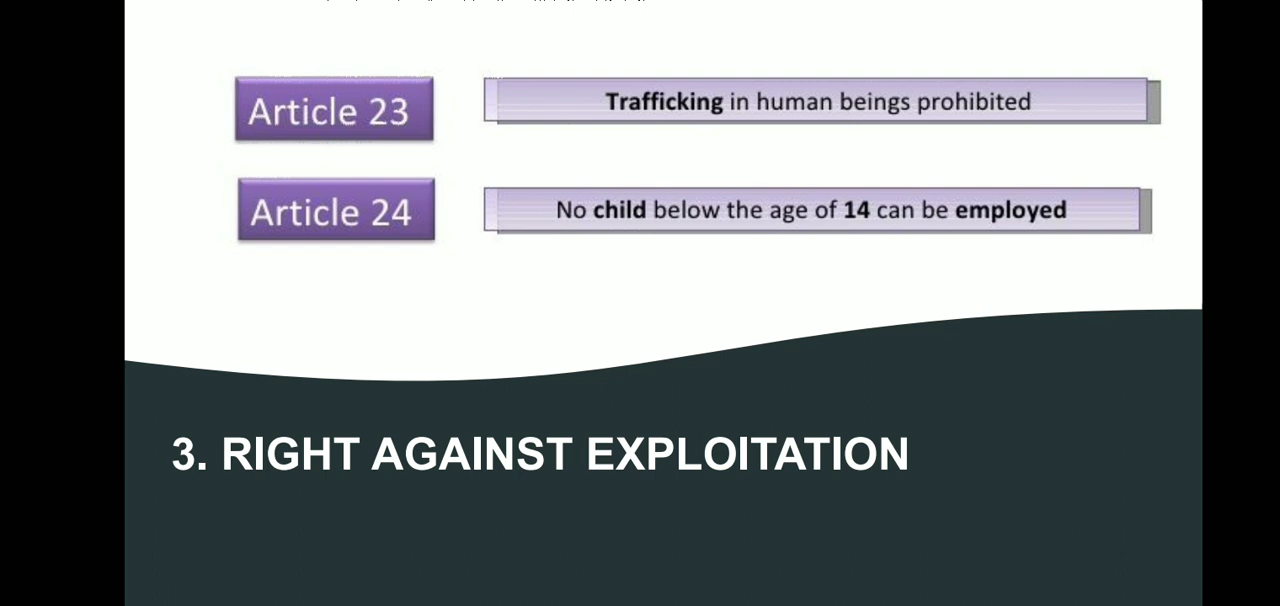 Article 23
Trafficking in human beings prohibited
Article 24
No child below the age of 14 can be employed
3. RIGHT AGAINST EXPLOITATION